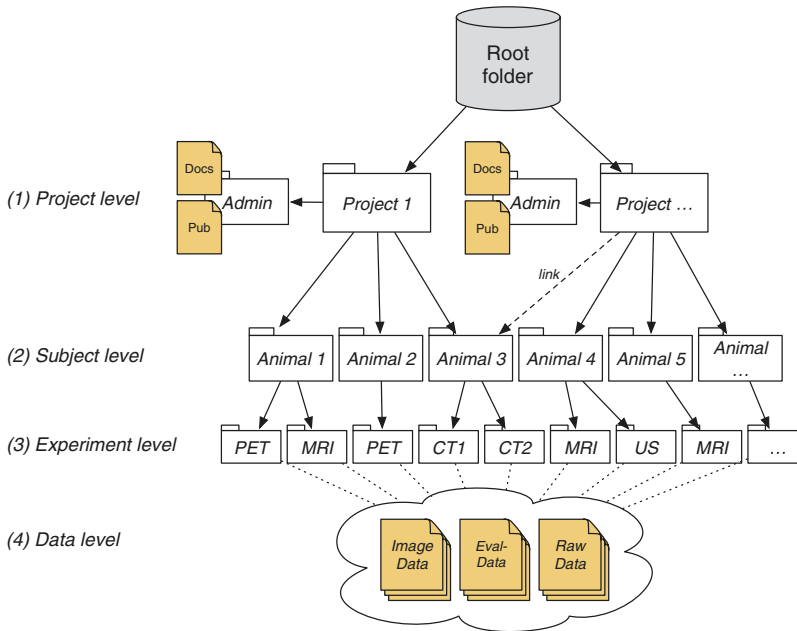 Root
folder
Docs
Docs
(1) Project level
Admin
Project 1
Admin
Project ...
Pub
Pub
link
(2) Subject level
Animal 1
Animal 2
Animal 3
Animal 4
Animal 5
Animal
...
(3) Experiment level
PET
MRI
PET
CT1
CT2
MRI
US
MRI
...
(4) Data level
Image
Data
Eval-
Data
Raw
Data